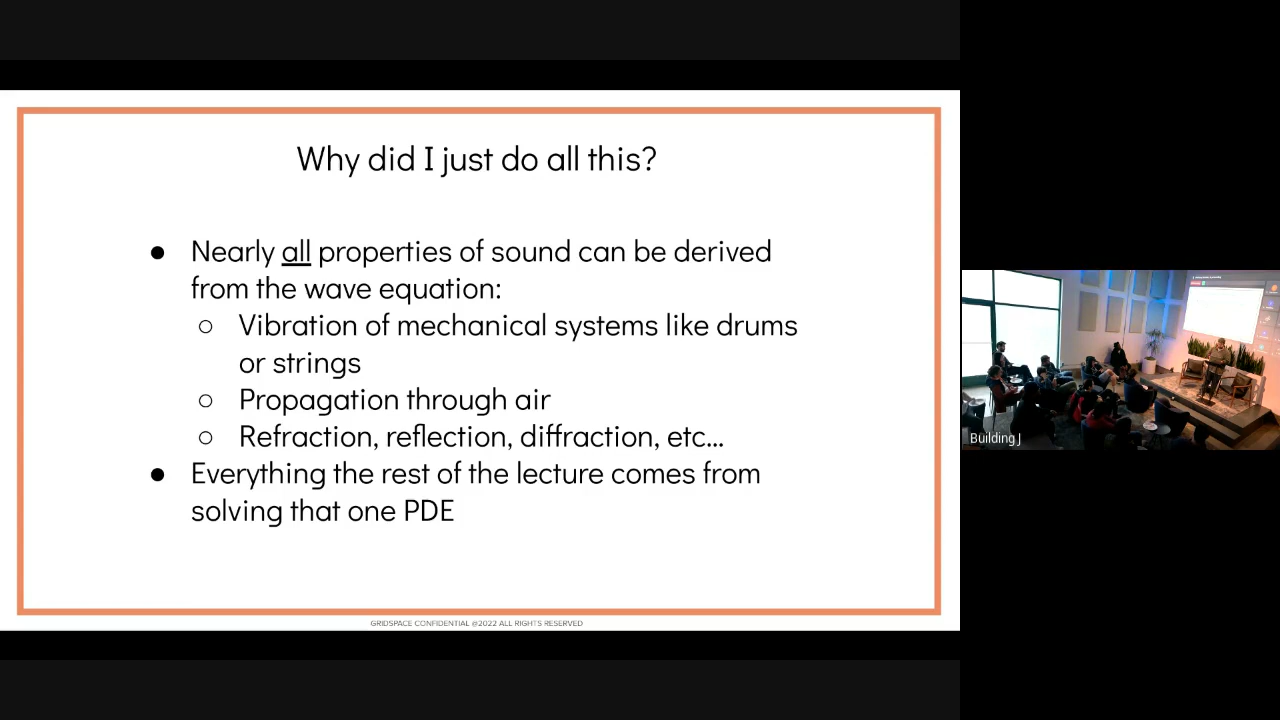 Why did I just do all this?
● Nearly all properties of sound can be derived
from the wave equation:
○ Vibration of mechanical systems like drums
or strings
○ Propagation through air
○ Refraction, reflection, diffraction, etc...
● Everything the rest of the lecture comes from
solving that one PDE
GRIDSPACE CONFIDENTIAL @2022 ALL RIGHTS RESERVED
Building J